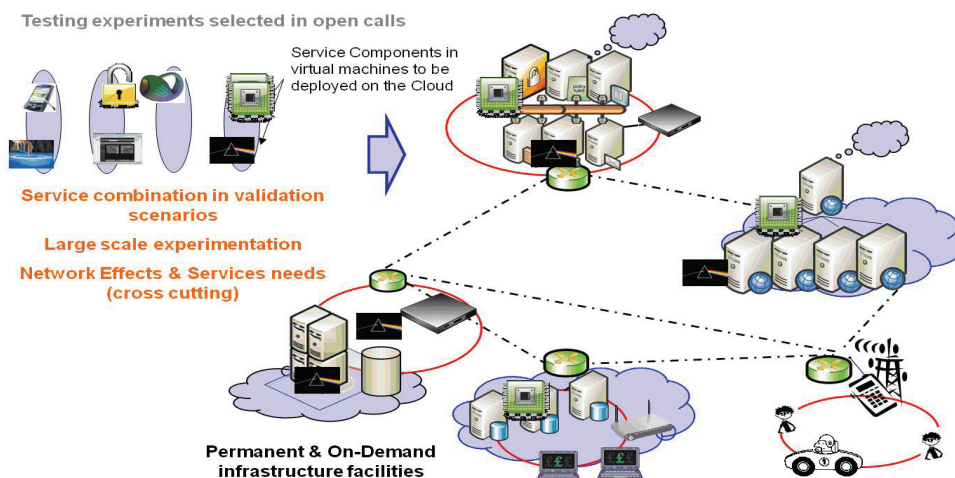 Testing experiments selected in open calls
Service Components in
virtual machines to be
deployed on the Cloud
Service combination in validation
scenarios
Large scale experimentation
Network Effects & Services needs
(cross cutting)
Permanent & On-Demand
infrastructure facilities